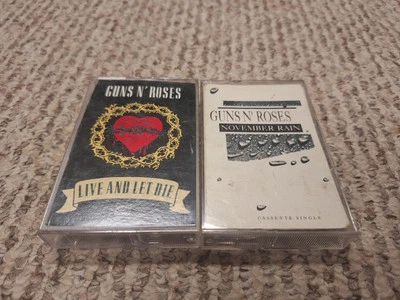 GUNS N' ROSES
LIVE AND LET DIE
GUNS N' ROSES
NOVEMBER RAIN
CASSETTE SINGLE